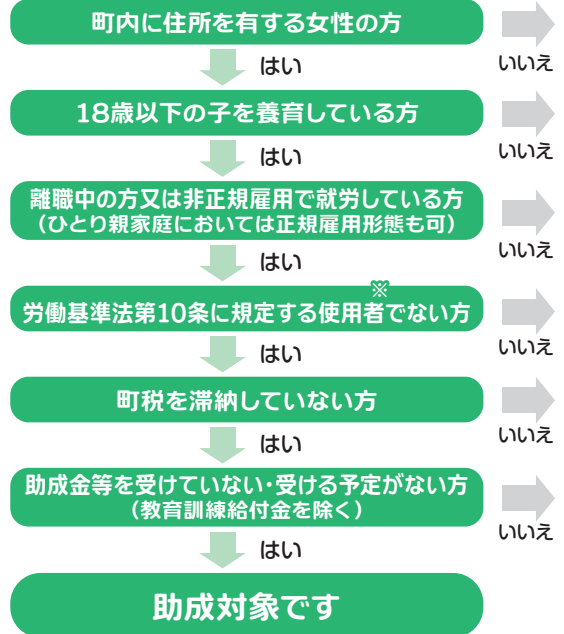 町内に住所を有する女性の方
いいえ
はい
18歳以下の子を養育している方
いいえ
はい
離職中の方又は非正規雇用で就労している方
(ひとり親家庭においては正規雇用形態も可)
いいえ
はい
※
労働基準法第10条に規定する使用者でない方
いいえ
はい
町税を滞納していない方
いいえ
はい
助成金等を受けていない・受ける予定がない方
(教育訓練給付金を除く)
いいえ
はい
助成対象です